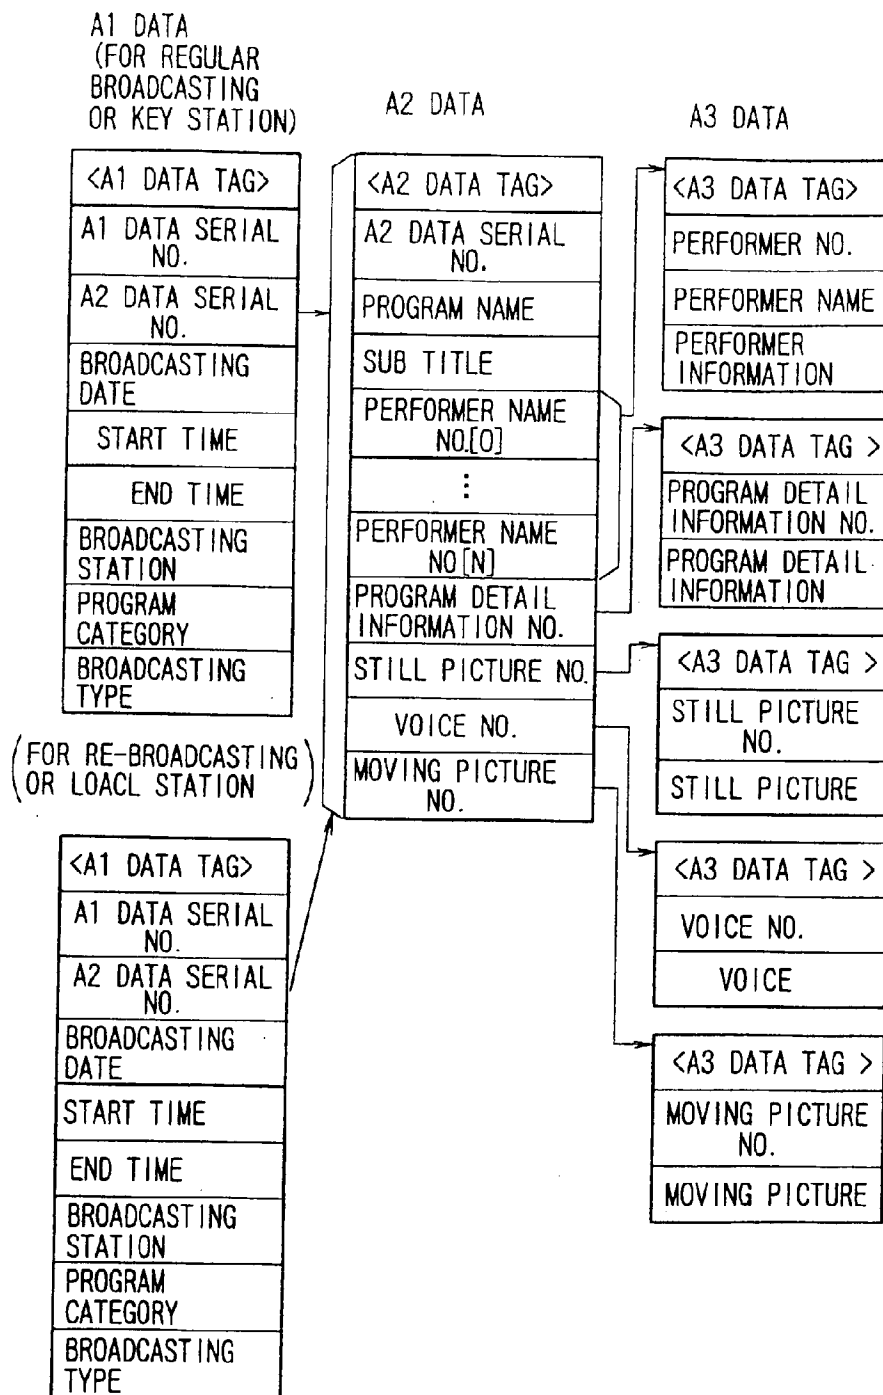 A1 DATA
(FOR REGULAR
BROADCASTING
OR KEY STATION)
<A1 DATA TAG>
A1 DATA SERIAL
NO.
A2 DATA SERIAL
NO.
BROADCASTING
DATE
START TIME
END TIME
BROADCASTING
STATION
PROGRAM
CATEGORY
BROADCASTING
TYPE
(FOR RE-BROADCASTING
OR LOACL STATION)
<A1 DATA TAG>
A1 DATA SERIAL
NO.
A2 DATA SERIAL
NO.
BROADCASTING
DATE
START TIME
END TIME
BROADCASTING
STATION
PROGRAM
CATEGORY
BROADCASTING
TYPE
A2 DATA
<A2 DATA TAG>
A2 DATA SERIAL
NO.
PROGRAM NAME
SUB TITLE
PERFORMER NAME
NO.[0]
⋮
PERFORMER NAME
NO[N]
PROGRAM DETAIL
INFORMATION NO.
STILL PICTURE NO.
VOICE NO.
MOVING PICTURE
NO.
A3 DATA
<A3 DATA TAG>
PERFORMER NO.
PERFORMER NAME
PERFORMER
INFORMATION
<A3 DATA TAG >
PROGRAM DETAIL
INFORMATION NO.
PROGRAM DETAIL
INFORMATION
<A3 DATA TAG >
STILL PICTURE
NO.
STILL PICTURE
<A3 DATA TAG >
VOICE NO.
VOICE
<A3 DATA TAG >
MOVING PICTURE
NO.
MOVING PICTURE